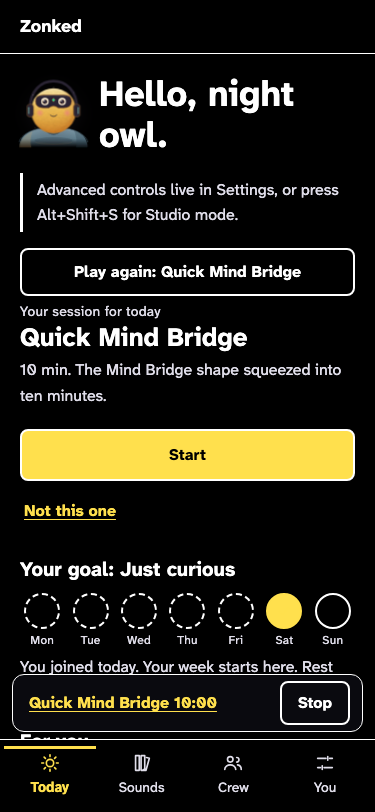 Zonked
Hello, night
owl.
Advanced controls live in Settings, or press
Alt+Shift+S for Studio mode.
Play again: Quick Mind Bridge
Your session for today
Quick Mind Bridge
10 min. The Mind Bridge shape squeezed into
ten minutes.
Start
Not this one
Your goal: Just curious
Mon Tue Wed Thu Fri Sat Sun
You joined today. Your week starts here. Rest
Quick Mind Bridge 10:00 Stop
For you
Today Sounds Crew You